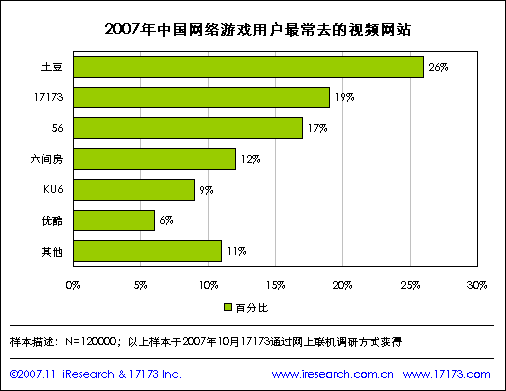 2007年中国网络游戏用户最常去的视频网站
土豆 26%
17173 19%
56 17%
六间房 12%
KU6 9%
优酷 6%
其他 11%
0% 5% 10% 15% 20% 25% 30%
百分比
样本描述：N=120000；以上样本于2007年10月17173通过网上联机调研方式获得
©2007.11 iResearch & 17173 Inc. www.iresearch.com.cn www.17173.com